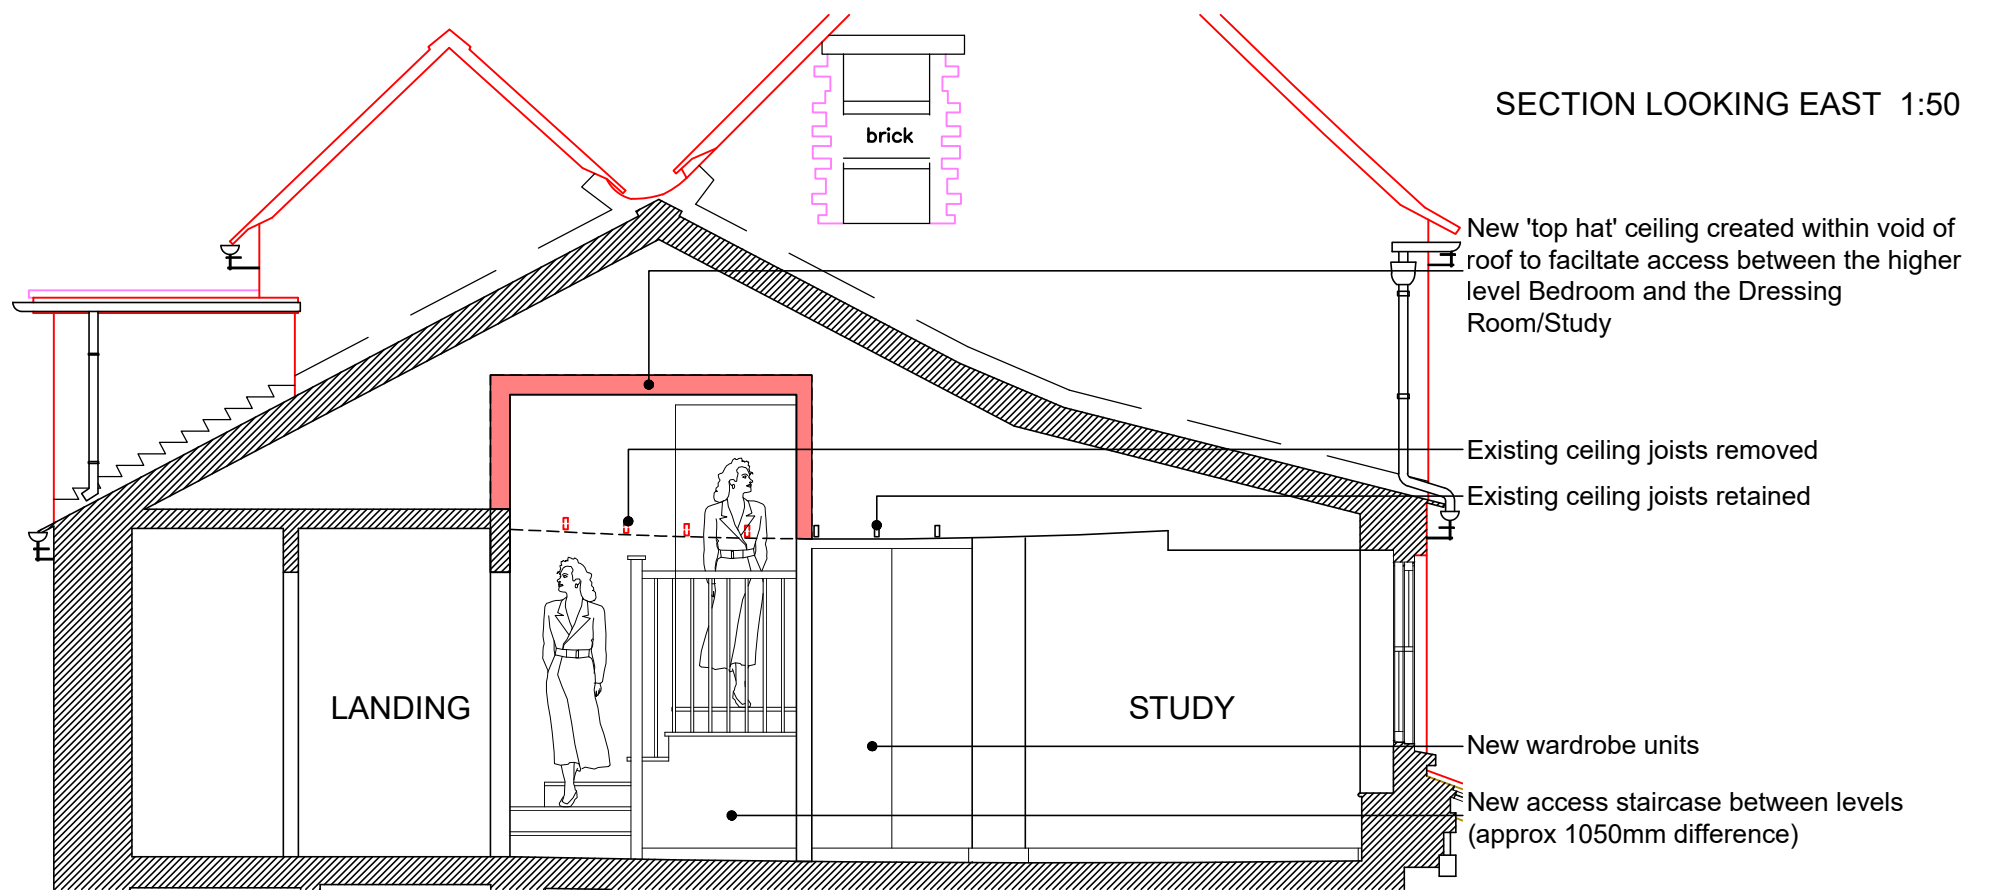 SECTION LOOKING EAST 1:50
brick
New 'top hat' ceiling created within void of
roof to faciltate access between the higher
level Bedroom and the Dressing
Room/Study
Existing ceiling joists removed
Existing ceiling joists retained
LANDING
STUDY
New wardrobe units
New access staircase between levels
(approx 1050mm difference)